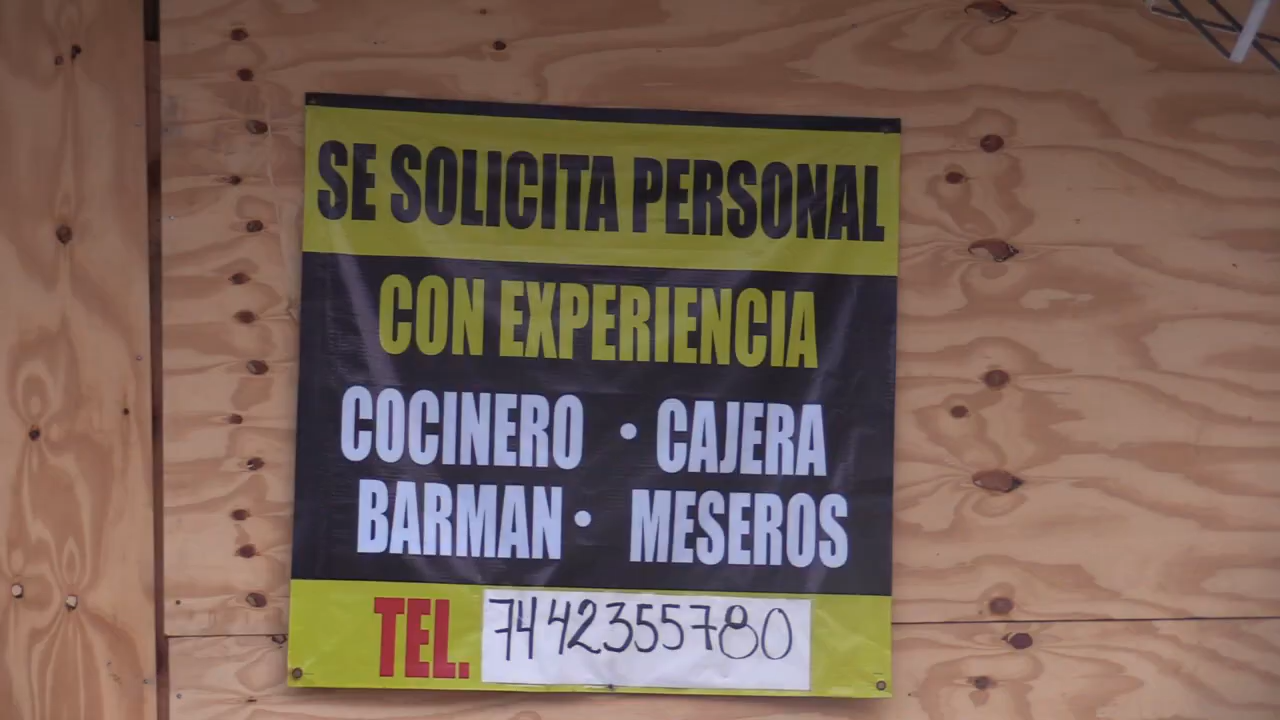 SE SOLICITA PERSONAL
CON EXPERIENCIA
COCINERO • CAJERA
BARMAN • MESEROS
TEL. 7442355780